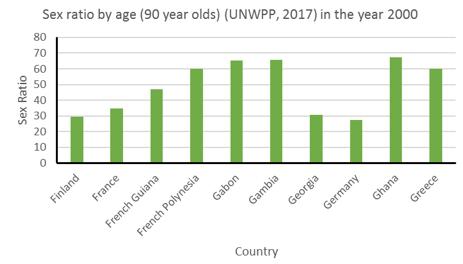 Sex ratio by age (90 year olds) (UNWPP, 2017) in the year 2000
Sex Ratio
80
70
60
50
40
30
20
10
0
Finland
France
French Guiana
French Polynesia
Gabon
Gambia
Georgia
Germany
Ghana
Greece
Country